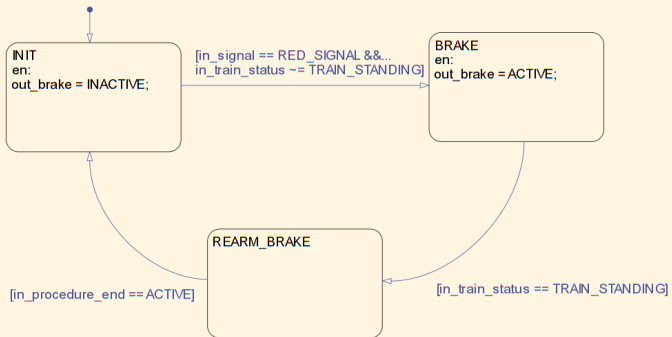 INIT
en:
out_brake = INACTIVE;
[in_signal == RED_SIGNAL &&...
in_train_status ~= TRAIN_STANDING]
BRAKE
en:
out_brake = ACTIVE;
REARM_BRAKE
[in_procedure_end == ACTIVE]
[in_train_status == TRAIN_STANDING]